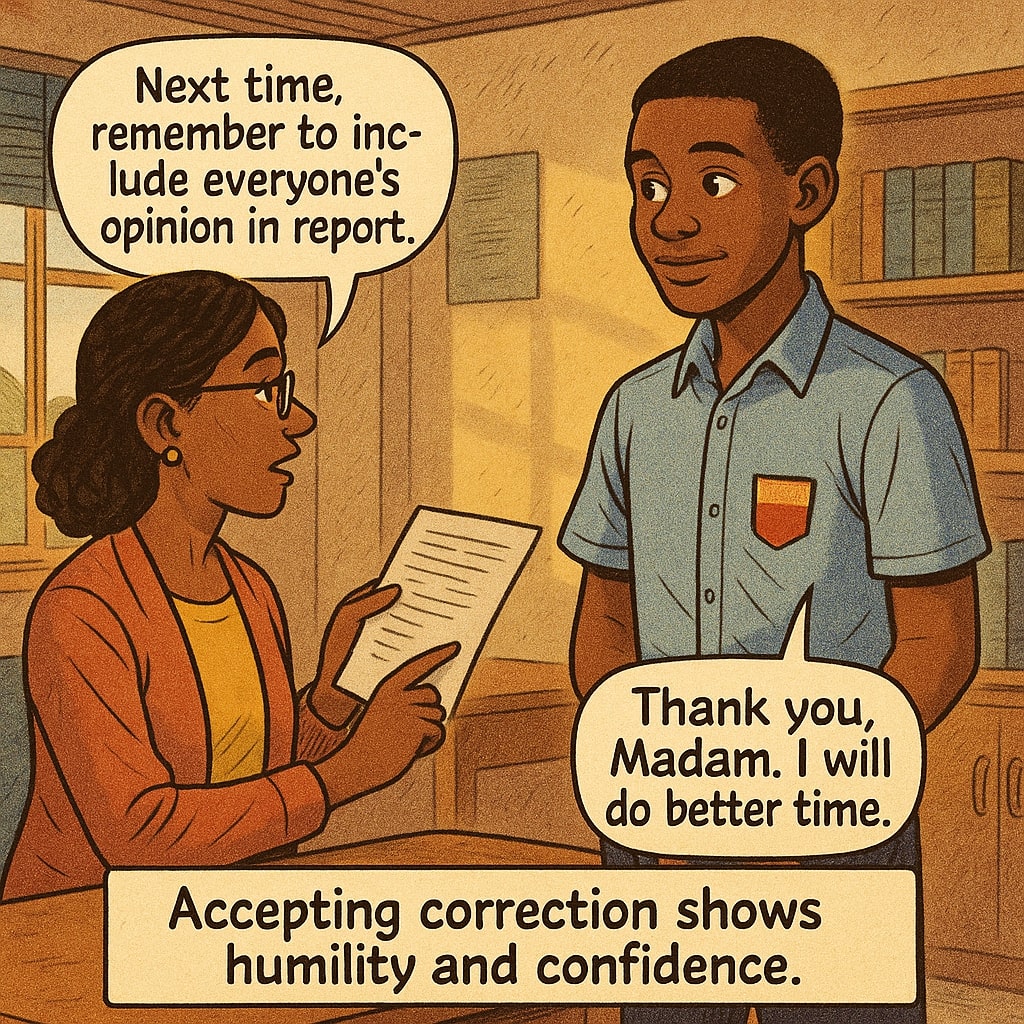 Next time,
remember to inc-
lude everyone's
opinion in report.
Thank you,
Madam. I will
do better time.
Accepting correction shows
humility and confidence.